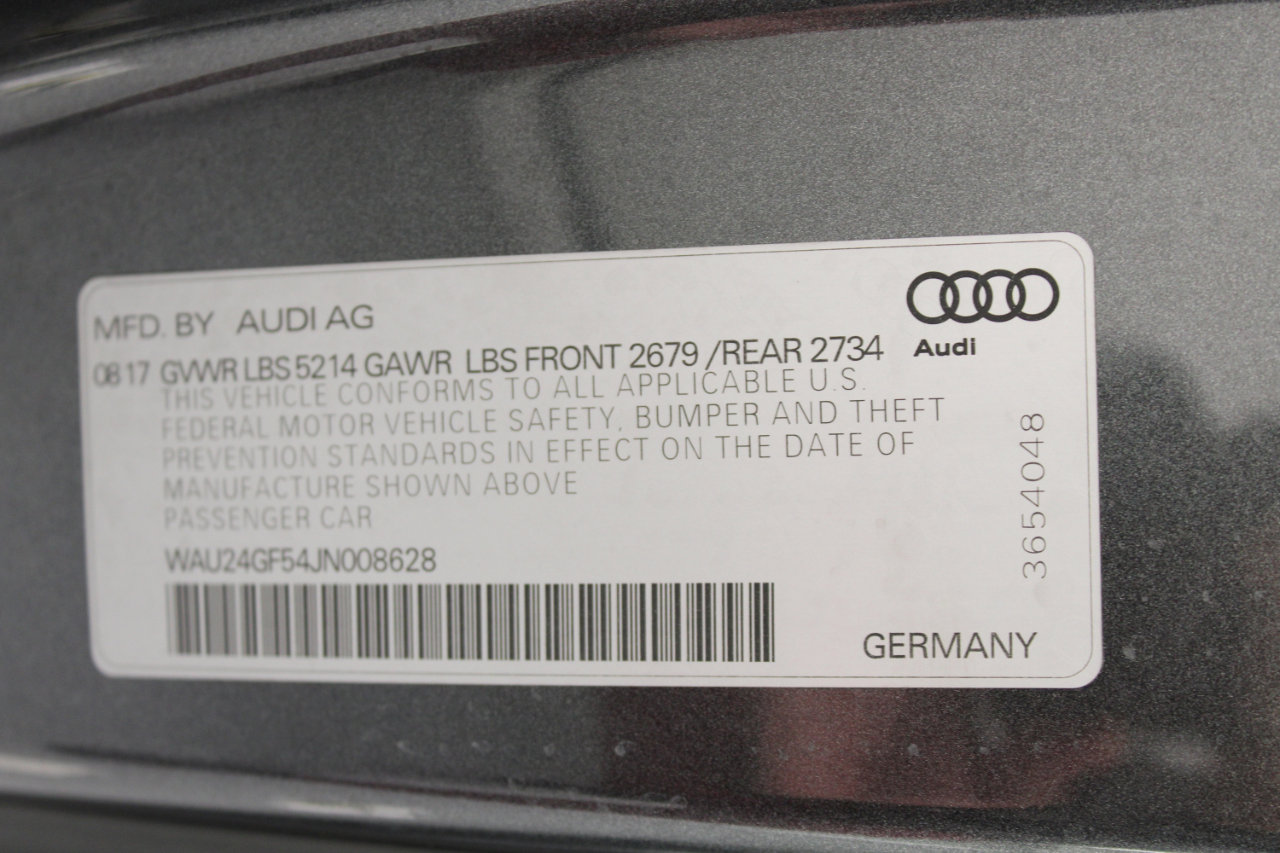 MFD. BY AUDI AG
08 17 GVWR LBS 5214 GAWR LBS FRONT 2679 /REAR 2734
Audi
THIS VEHICLE CONFORMS TO ALL APPLICABLE U.S.
FEDERAL MOTOR VEHICLE SAFETY, BUMPER AND THEFT
PREVENTION STANDARDS IN EFFECT ON THE DATE OF
MANUFACTURE SHOWN ABOVE
PASSENGER CAR
WAU24GF54JN008628
3654048
GERMANY